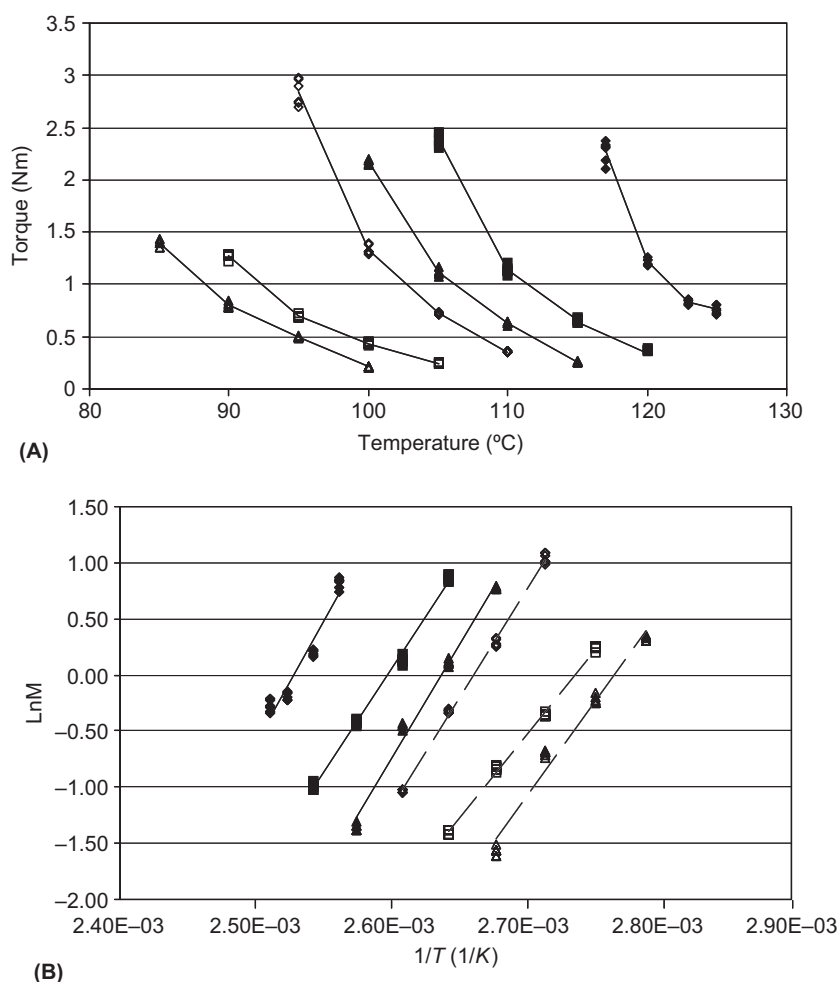 3.5
3
2.5
2
1.5
1
0.5
0
Torque (Nm)
80 90 100 110 120 130
Temperature (ºC)
(A)
1.50
1.00
0.50
0.00
–0.50
–1.00
–1.50
–2.00
LnM
2.40E–03 2.50E–03 2.60E–03 2.70E–03 2.80E–03 2.90E–03
1/T (1/K)
(B)